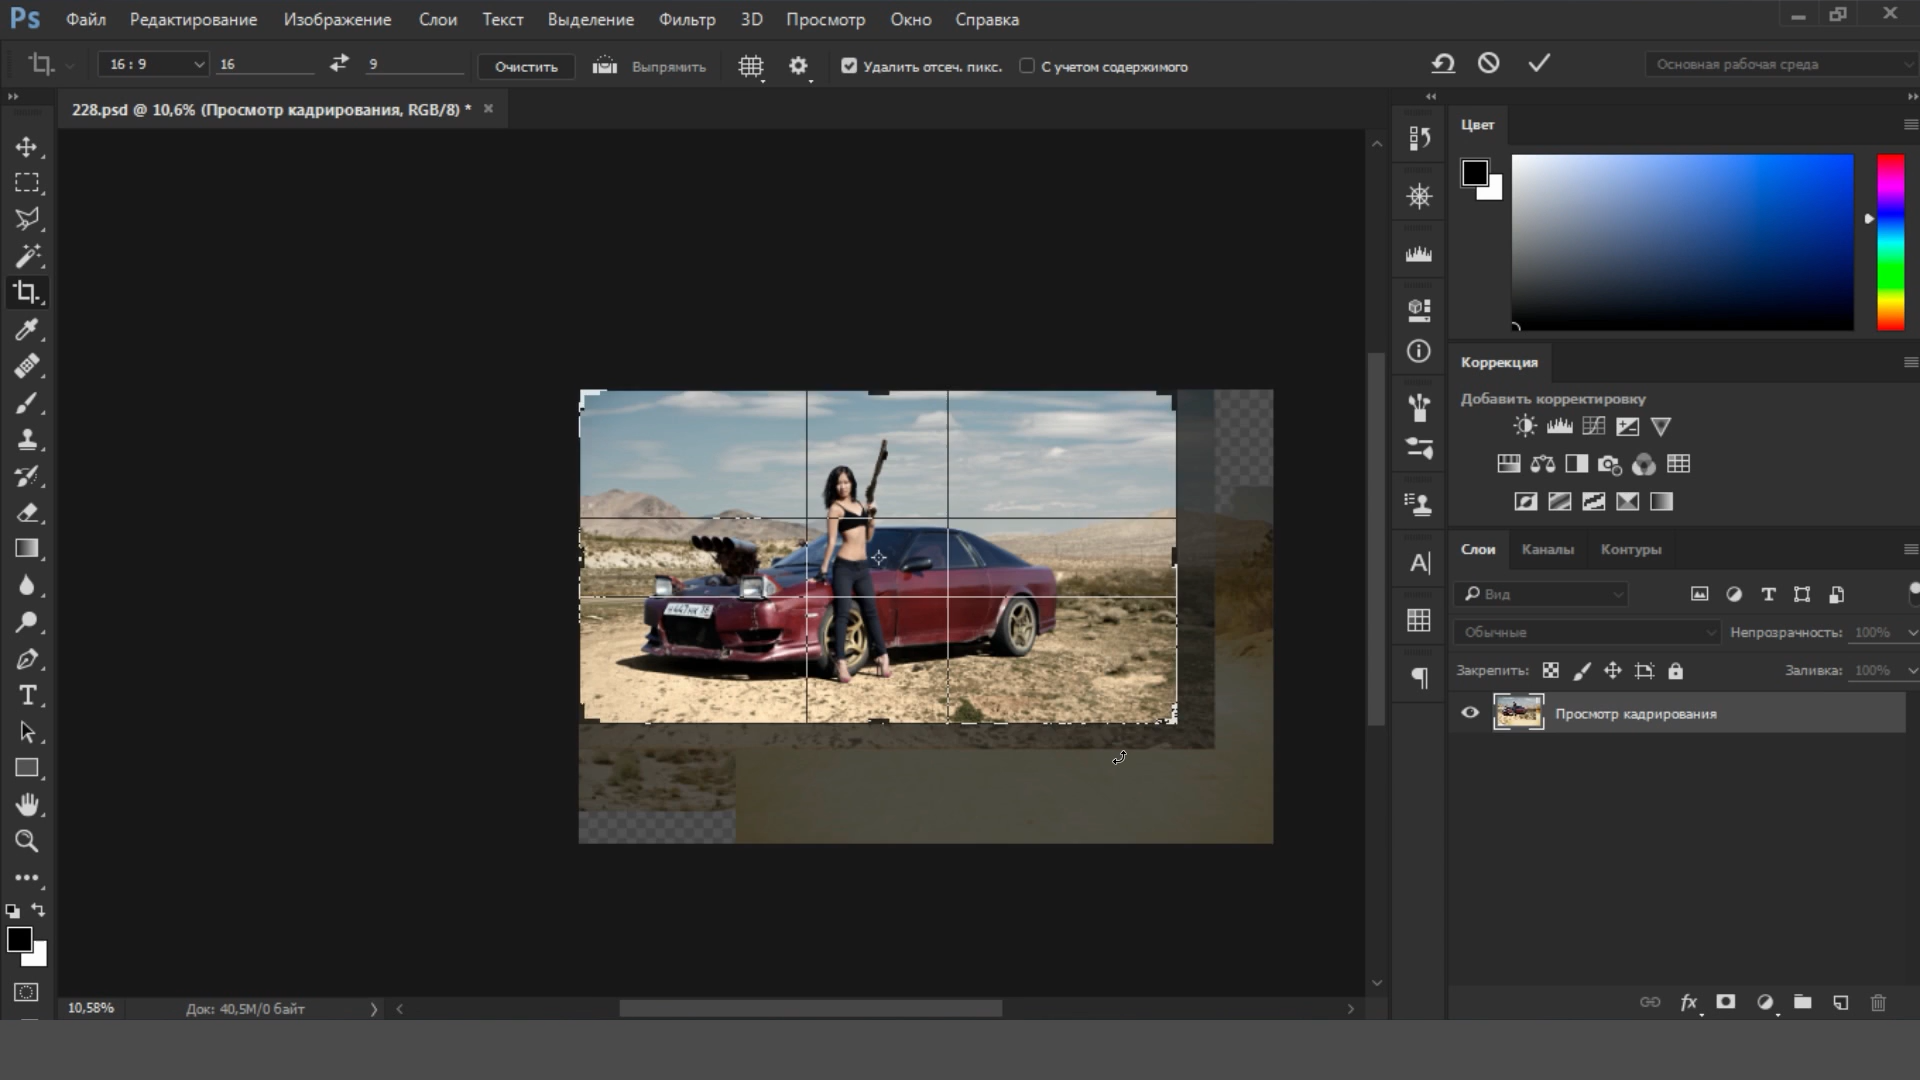 Ps Файл Редактирование Изображение Слои Текст Выделение Фильтр 3D Просмотр Окно Справка
16 : 9 16 9 Очистить Выпрямить Удалить отсеч. пикс. С учетом содержимого Основная рабочая среда
228.psd @ 10,6% (Просмотр кадрирования, RGB/8) *
Цвет
Коррекция
Добавить корректировку
Слои Каналы Контуры
Вид
Обычные Непрозрачность: 100%
Закрепить: Заливка: 100%
Просмотр кадрирования
10,58% Док: 40,5M/0 байт